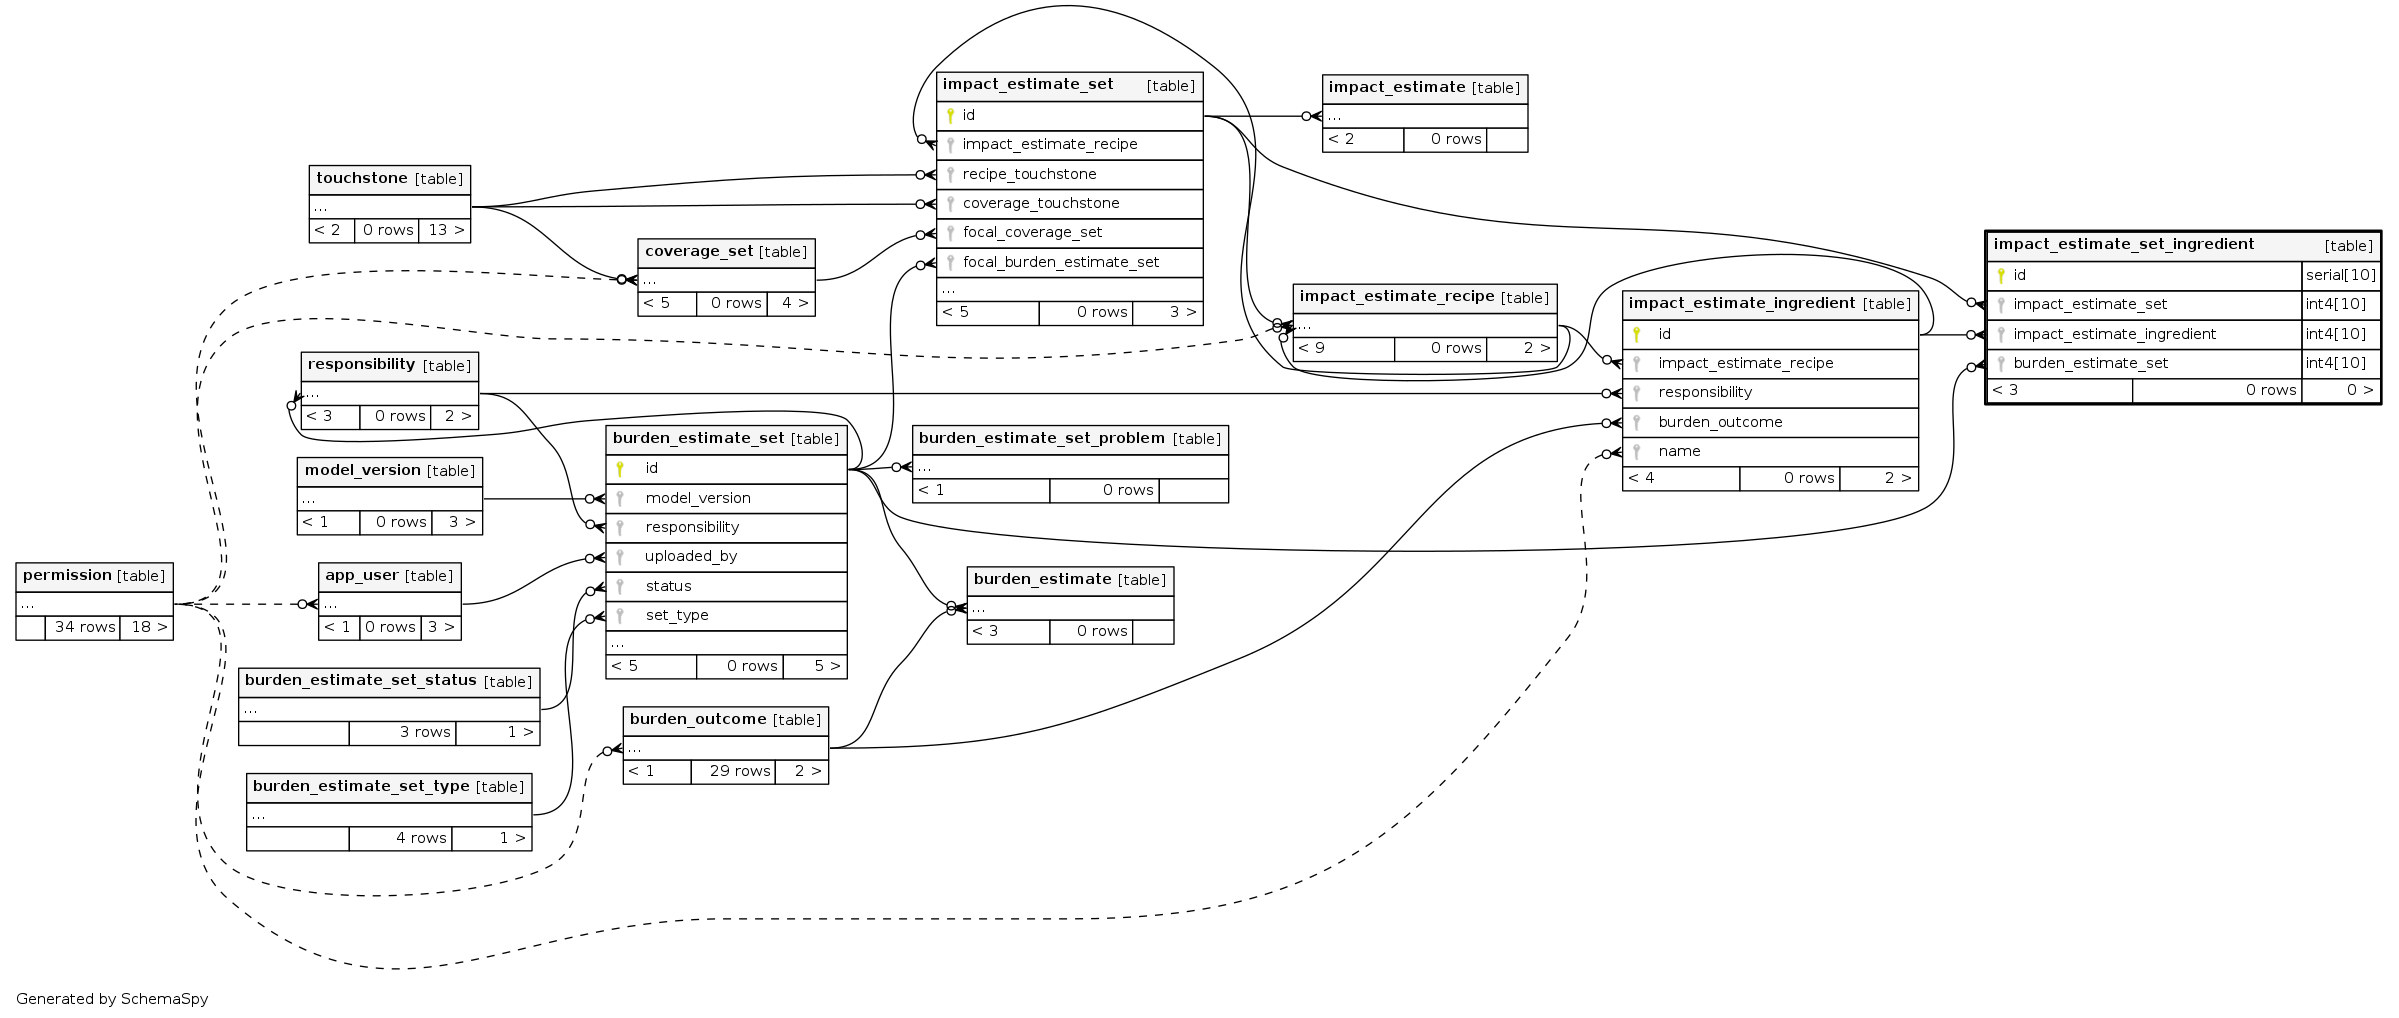 impact_estimate_set [table]
id
impact_estimate_recipe
recipe_touchstone
coverage_touchstone
focal_coverage_set
focal_burden_estimate_set
...
< 5 0 rows 3 >
impact_estimate [table]
...
< 2 0 rows
touchstone [table]
...
< 2 0 rows 13 >
coverage_set [table]
...
< 5 0 rows 4 >
impact_estimate_set_ingredient [table]
id serial[10]
impact_estimate_set int4[10]
impact_estimate_ingredient int4[10]
burden_estimate_set int4[10]
< 3 0 rows 0 >
impact_estimate_recipe [table]
...
< 9 0 rows 2 >
impact_estimate_ingredient [table]
id
impact_estimate_recipe
responsibility
burden_outcome
name
< 4 0 rows 2 >
responsibility [table]
...
< 3 0 rows 2 >
burden_estimate_set [table]
id
model_version
responsibility
uploaded_by
status
set_type
...
< 5 0 rows 5 >
burden_estimate_set_problem [table]
...
< 1 0 rows
model_version [table]
...
< 1 0 rows 3 >
permission [table]
...
34 rows 18 >
app_user [table]
...
< 1 0 rows 3 >
burden_estimate [table]
...
< 3 0 rows
burden_estimate_set_status [table]
...
3 rows 1 >
burden_outcome [table]
...
< 1 29 rows 2 >
burden_estimate_set_type [table]
...
4 rows 1 >
Generated by SchemaSpy